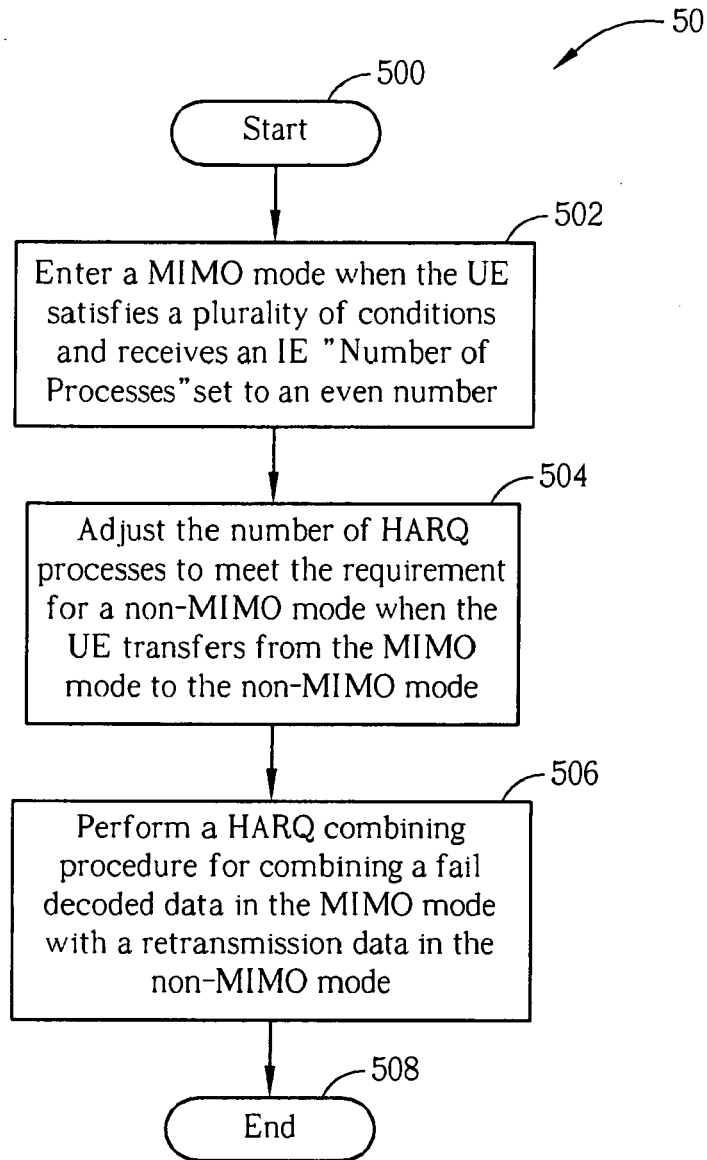 50
500
Start
502
Enter a MIMO mode when the UE
satisfies a plurality of conditions
and receives an IE "Number of
Processes"set to an even number
504
Adjust the number of HARQ
processes to meet the requirement
for a non-MIMO mode when the
UE transfers from the MIMO
mode to the non-MIMO mode
506
Perform a HARQ combining
procedure for combining a fail
decoded data in the MIMO mode
with a retransmission data in the
non-MIMO mode
508
End